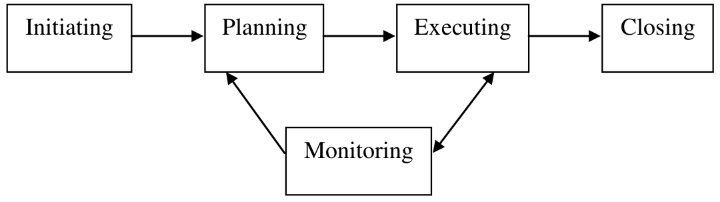 Initiating
Planning
Executing
Closing
Monitoring